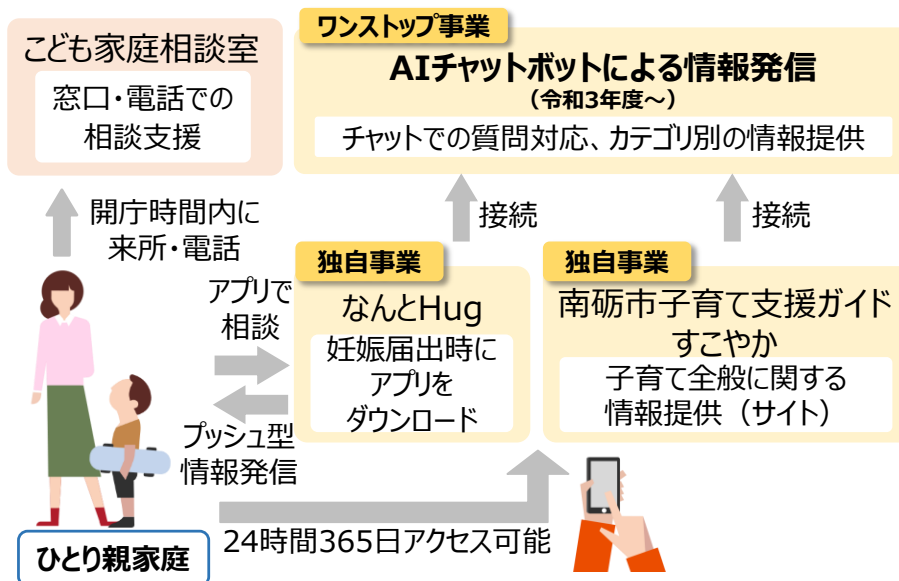 こども家庭相談室
窓口・電話での
相談支援
ワンストップ事業
AIチャットボットによる情報発信
（令和3年度～）
チャットでの質問対応、カテゴリ別の情報提供
開庁時間内に
来所・電話
接続
接続
アプリで
相談
プッシュ型
情報発信
独自事業
なんとHug
妊娠届出時に
アプリを
ダウンロード
独自事業
南砺市子育て支援ガイド
すこやか
子育て全般に関する
情報提供（サイト）
24時間365日アクセス可能
ひとり親家庭